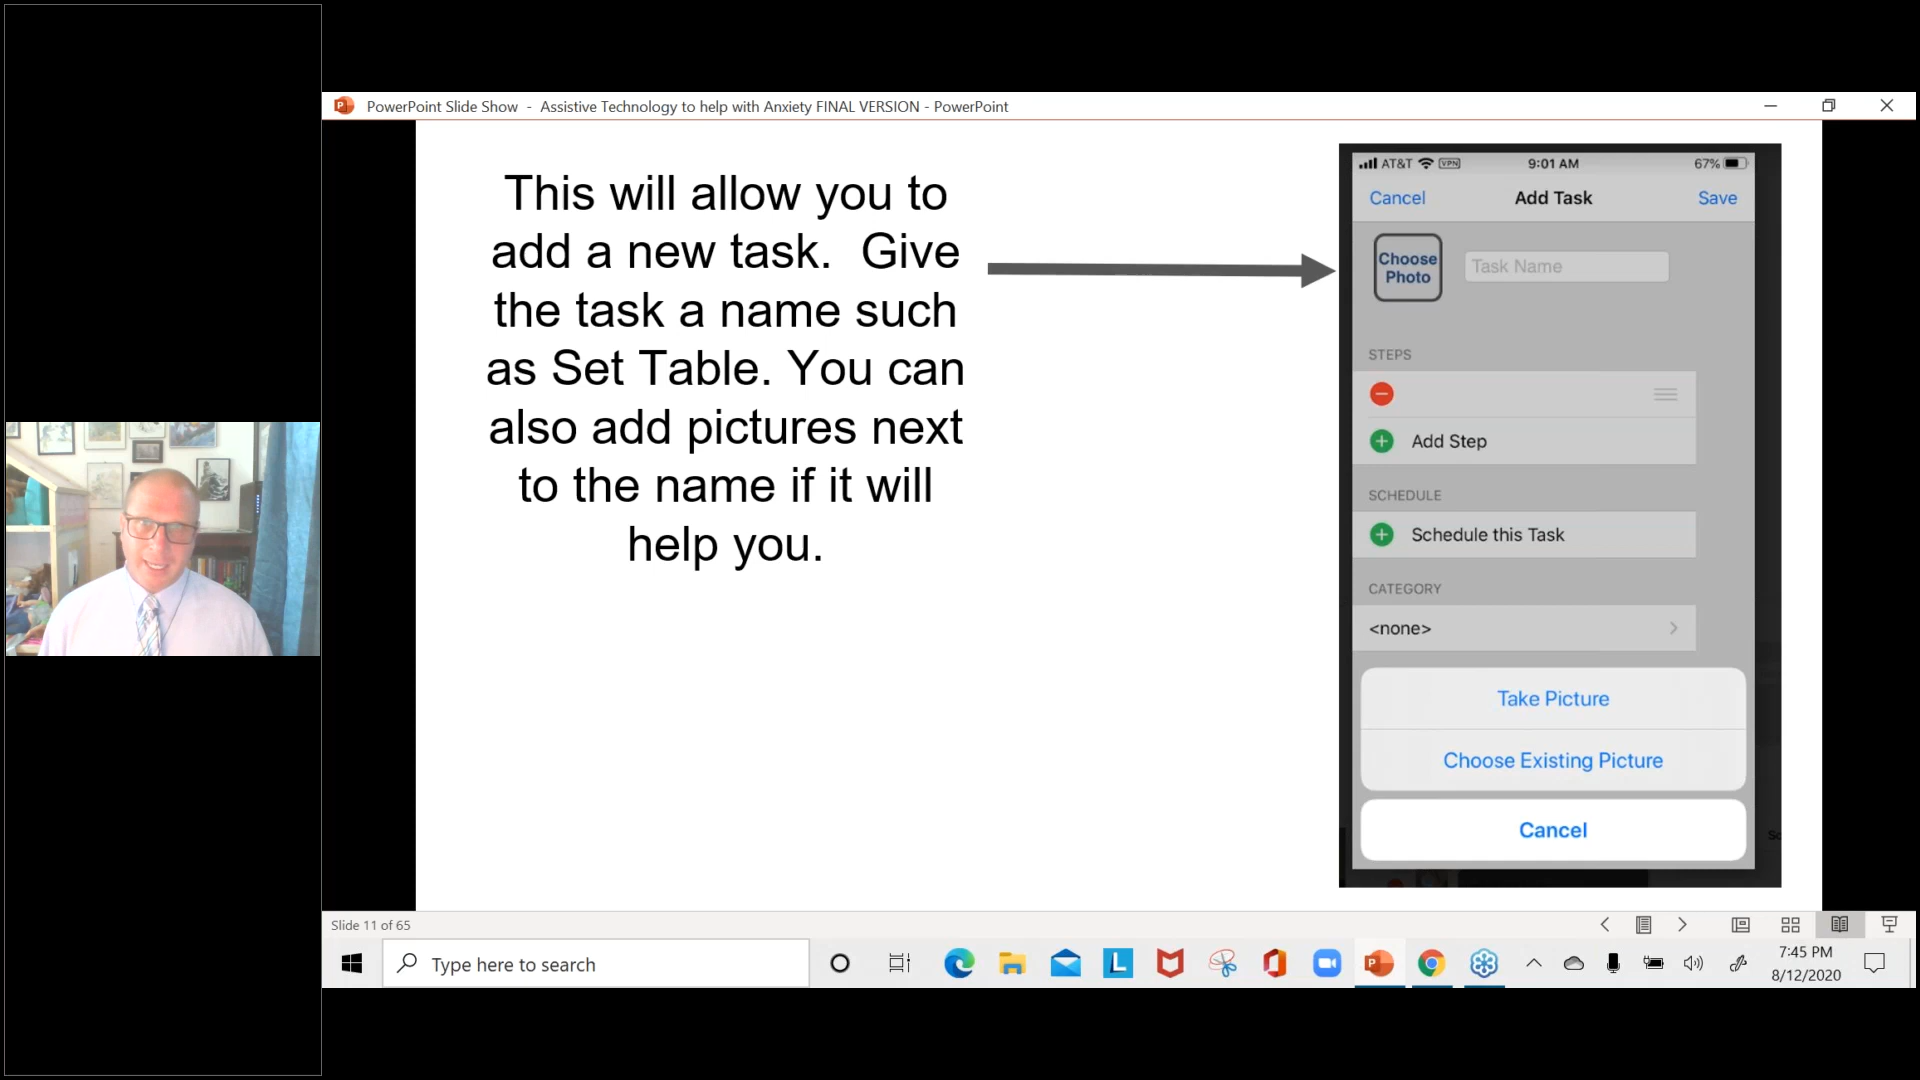 PowerPoint Slide Show - Assistive Technology to help with Anxiety FINAL VERSION - PowerPoint
This will allow you to
add a new task. Give
the task a name such
as Set Table. You can
also add pictures next
to the name if it will
help you.
AT&T VPN 9:01 AM 67%
Cancel Add Task Save
Choose
Photo
Task Name
STEPS
Add Step
SCHEDULE
Schedule this Task
CATEGORY
<none>
Take Picture
Choose Existing Picture
Cancel
Slide 11 of 65
Type here to search
7:45 PM
8/12/2020